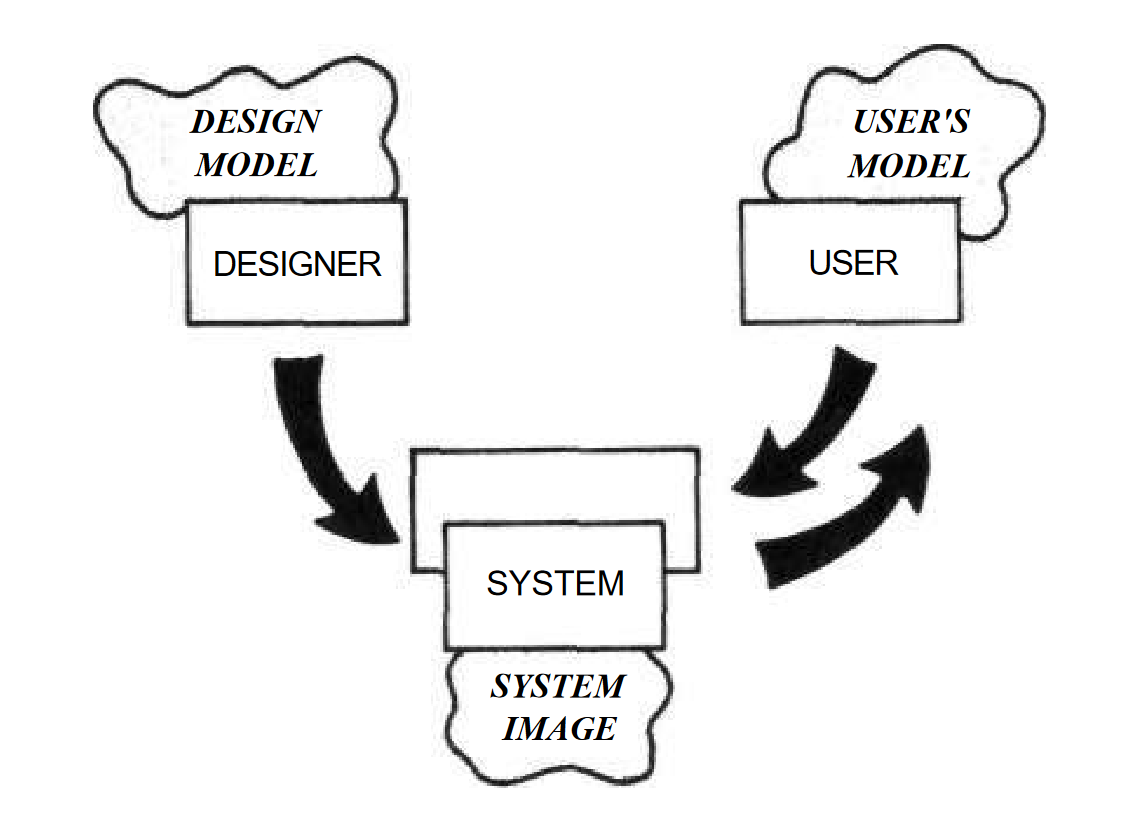 DESIGN
MODEL
DESIGNER
USER'S
MODEL
USER
SYSTEM
SYSTEM
IMAGE